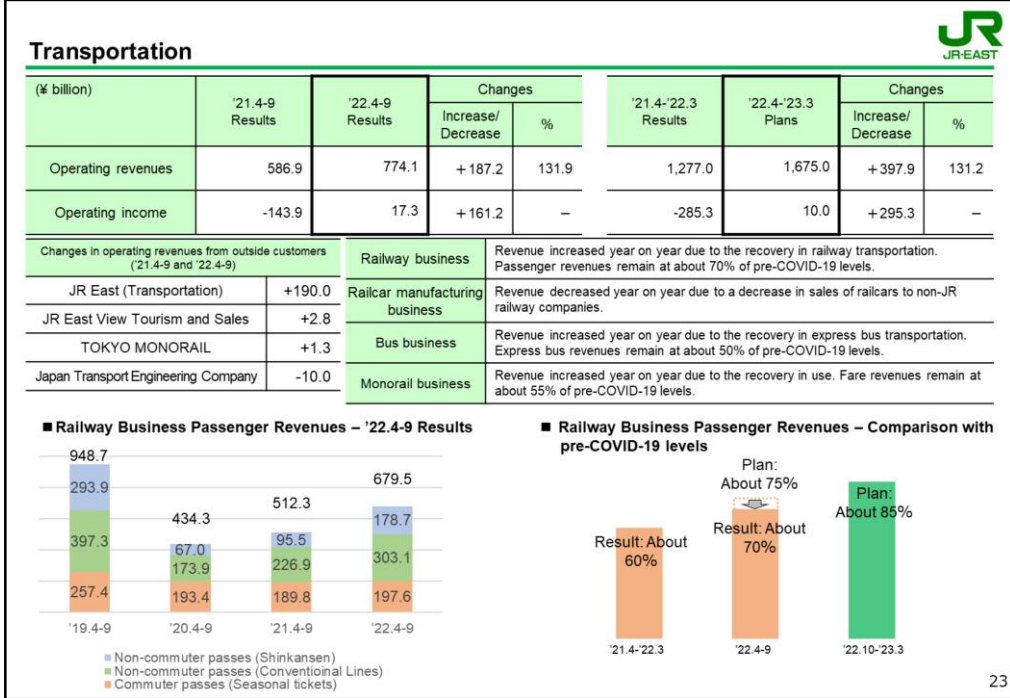 JR
JR-EAST
Transportation
(¥ billion)
'21.4-9
Results
'22.4-9
Results
Changes
Increase/
Decrease
%
'21.4-'22.3
Results
'22.4-'23.3
Plans
Changes
Increase/
Decrease
%
Operating revenues 586.9 774.1 +187.2 131.9 1,277.0 1,675.0 +397.9 131.2
Operating income -143.9 17.3 +161.2 – -285.3 10.0 +295.3 –
Changes in operating revenues from outside customers
('21.4-9 and '22.4-9)
JR East (Transportation) +190.0
JR East View Tourism and Sales +2.8
TOKYO MONORAIL +1.3
Japan Transport Engineering Company -10.0
Railway business
Revenue increased year on year due to the recovery in railway transportation.
Passenger revenues remain at about 70% of pre-COVID-19 levels.
Railcar manufacturing
business
Revenue decreased year on year due to a decrease in sales of railcars to non-JR
railway companies.
Bus business
Revenue increased year on year due to the recovery in express bus transportation.
Express bus revenues remain at about 50% of pre-COVID-19 levels.
Monorail business
Revenue increased year on year due to the recovery in use. Fare revenues remain at
about 55% of pre-COVID-19 levels.
■ Railway Business Passenger Revenues – '22.4-9 Results
948.7
293.9
397.3
257.4
434.3
67.0
173.9
193.4
512.3
95.5
226.9
189.8
679.5
178.7
303.1
197.6
'19.4-9 '20.4-9 '21.4-9 '22.4-9
Non-commuter passes (Shinkansen)
Non-commuter passes (Conventioinal Lines)
Commuter passes (Seasonal tickets)
■ Railway Business Passenger Revenues – Comparison with
pre-COVID-19 levels
Result: About
60%
Plan:
About 75%
Result: About
70%
Plan:
About 85%
'21.4-'22.3 '22.4-9 '22.10-'23.3
23